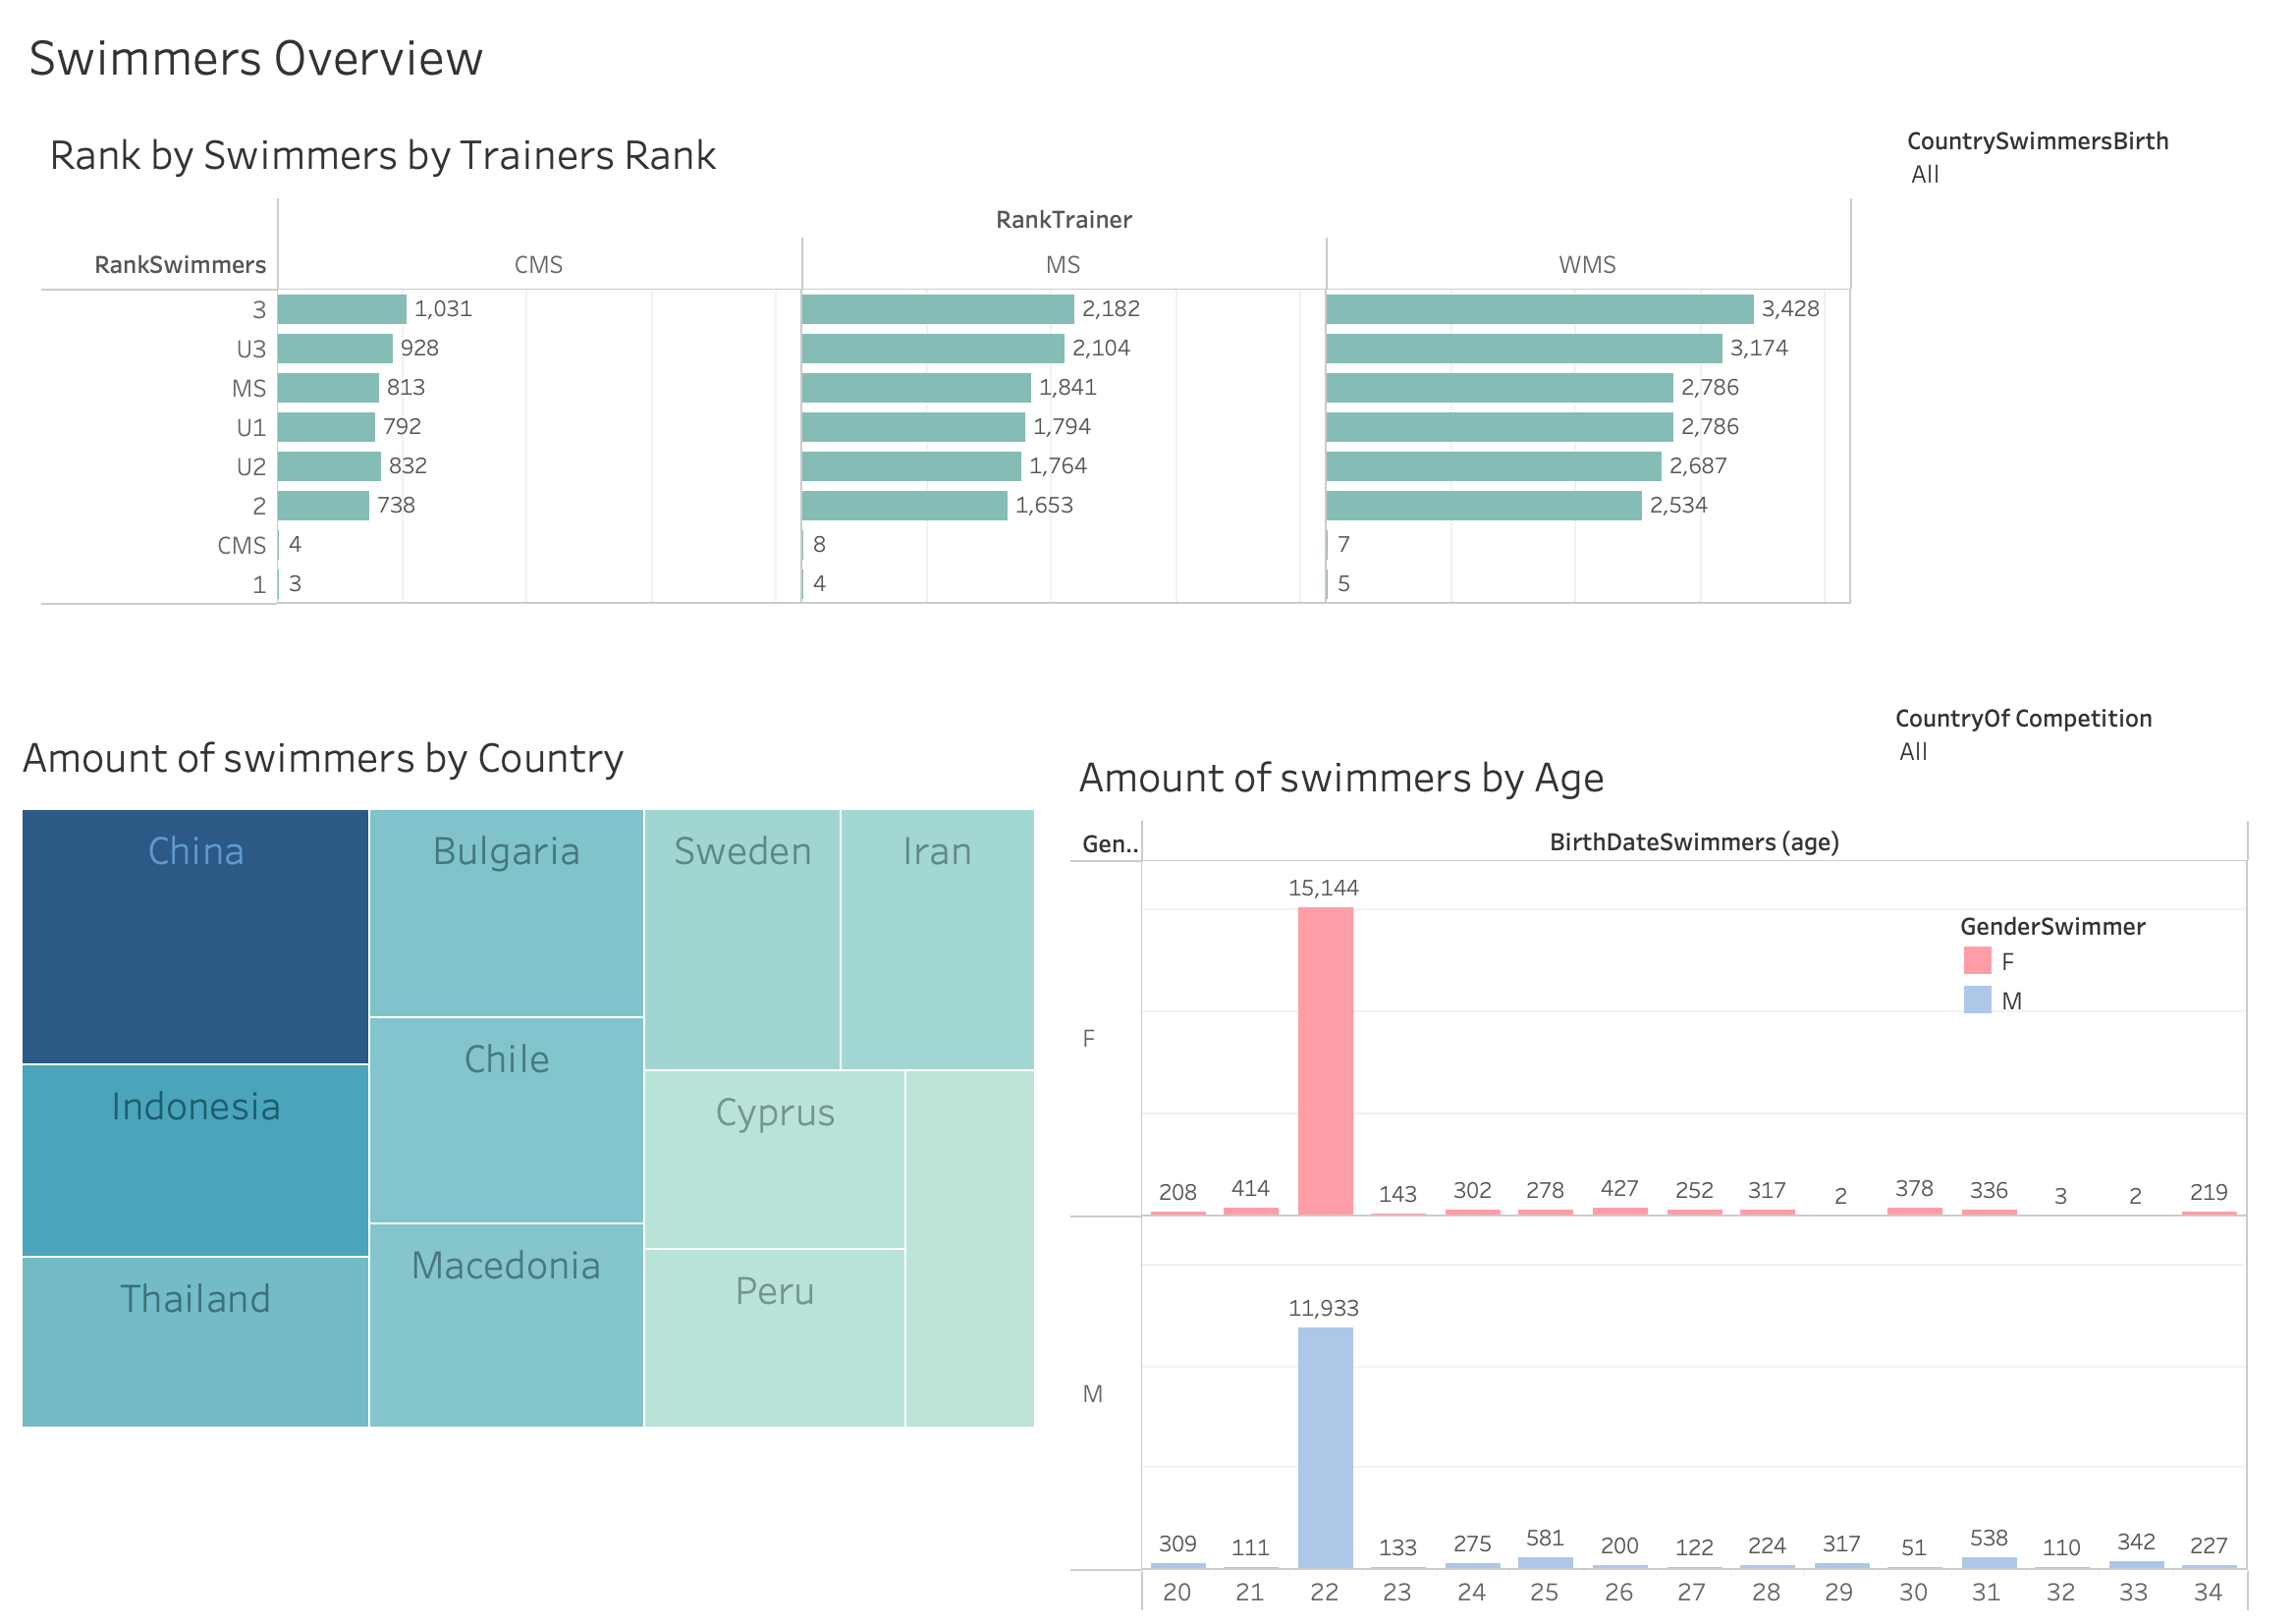 Swimmers Overview
Rank by Swimmers by Trainers Rank
CountrySwimmersBirth
All
RankTrainer
RankSwimmers CMS MS WMS
3 1,031 2,182 3,428
U3 928 2,104 3,174
MS 813 1,841 2,786
U1 792 1,794 2,786
U2 832 1,764 2,687
2 738 1,653 2,534
CMS 4 8 7
1 3 4 5
Amount of swimmers by Country
China
Bulgaria
Sweden
Iran
Indonesia
Chile
Cyprus
Thailand
Macedonia
Peru
CountryOf Competition
All
Amount of swimmers by Age
Gen.. BirthDateSwimmers (age)
GenderSwimmer
F
M
F
208 414 15,144 143 302 278 427 252 317 2 378 336 3 2 219
M
309 111 11,933 133 275 581 200 122 224 317 51 538 110 342 227
20 21 22 23 24 25 26 27 28 29 30 31 32 33 34